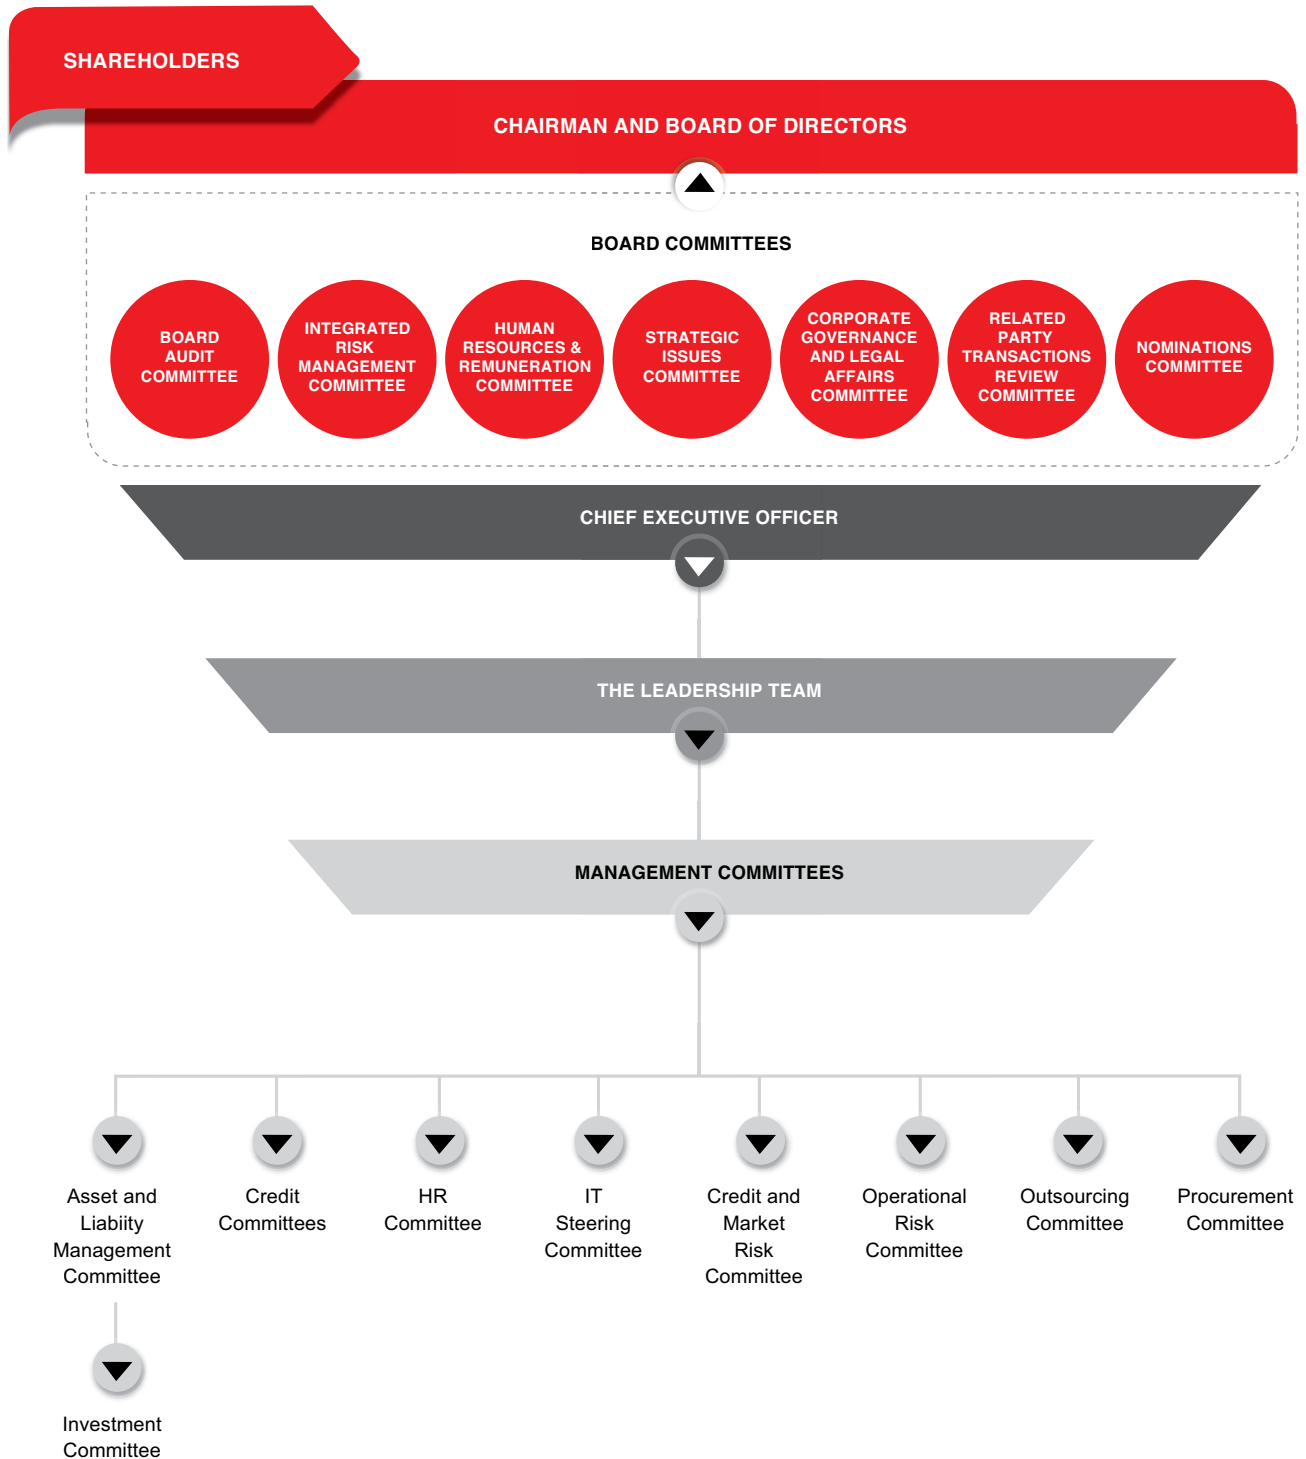 SHAREHOLDERS
CHAIRMAN AND BOARD OF DIRECTORS
BOARD COMMITTEES
BOARD
AUDIT
COMMITTEE
INTEGRATED
RISK
MANAGEMENT
COMMITTEE
HUMAN
RESOURCES &
REMUNERATION
COMMITTEE
STRATEGIC
ISSUES
COMMITTEE
CORPORATE
GOVERNANCE
AND LEGAL
AFFAIRS
COMMITTEE
RELATED
PARTY
TRANSACTIONS
REVIEW
COMMITTEE
NOMINATIONS
COMMITTEE
CHIEF EXECUTIVE OFFICER
THE LEADERSHIP TEAM
MANAGEMENT COMMITTEES
Asset and
Liabiity
Management
Committee
Credit
Committees
HR
Committee
IT
Steering
Committee
Credit and
Market
Risk
Committee
Operational
Risk
Committee
Outsourcing
Committee
Procurement
Committee
Investment
Committee